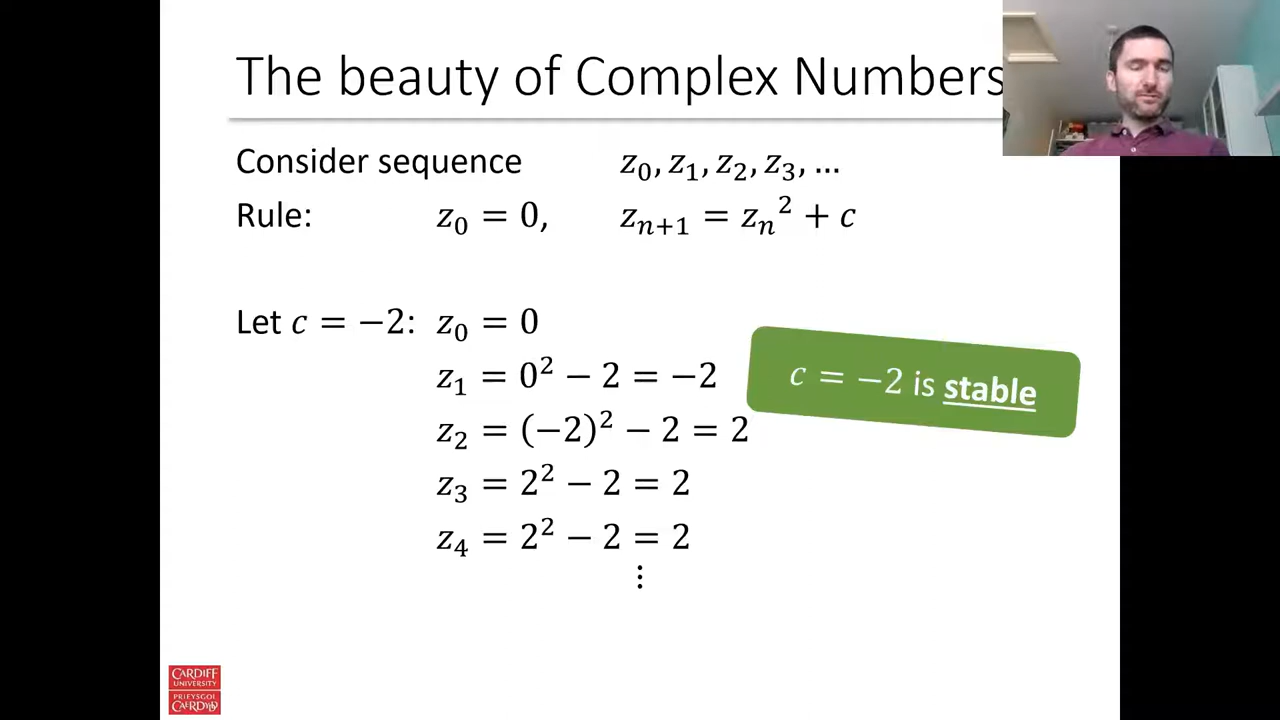 The beauty of Complex Numbers
Consider sequence z₀, z₁, z₂, z₃, ...
Rule: z₀ = 0, zₙ₊₁ = zₙ² + c
Let c = −2: z₀ = 0
z₁ = 0² − 2 = −2
c = −2 is stable
z₂ = (−2)² − 2 = 2
z₃ = 2² − 2 = 2
z₄ = 2² − 2 = 2
⋮
CARDIFF
UNIVERSITY
PRIFYSGOL
CAERDYDD